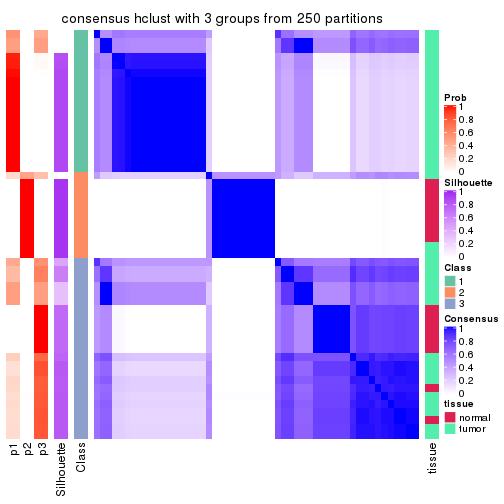 consensus hclust with 3 groups from 250 partitions
Prob
1
0.8
0.6
0.4
0.2
0
Silhouette
1
0.8
0.6
0.4
0.2
0
Class
1
2
3
Consensus
1
0.8
0.6
0.4
0.2
0
tissue
normal
tumor
p1
p2
p3
Silhouette
Class
tissue